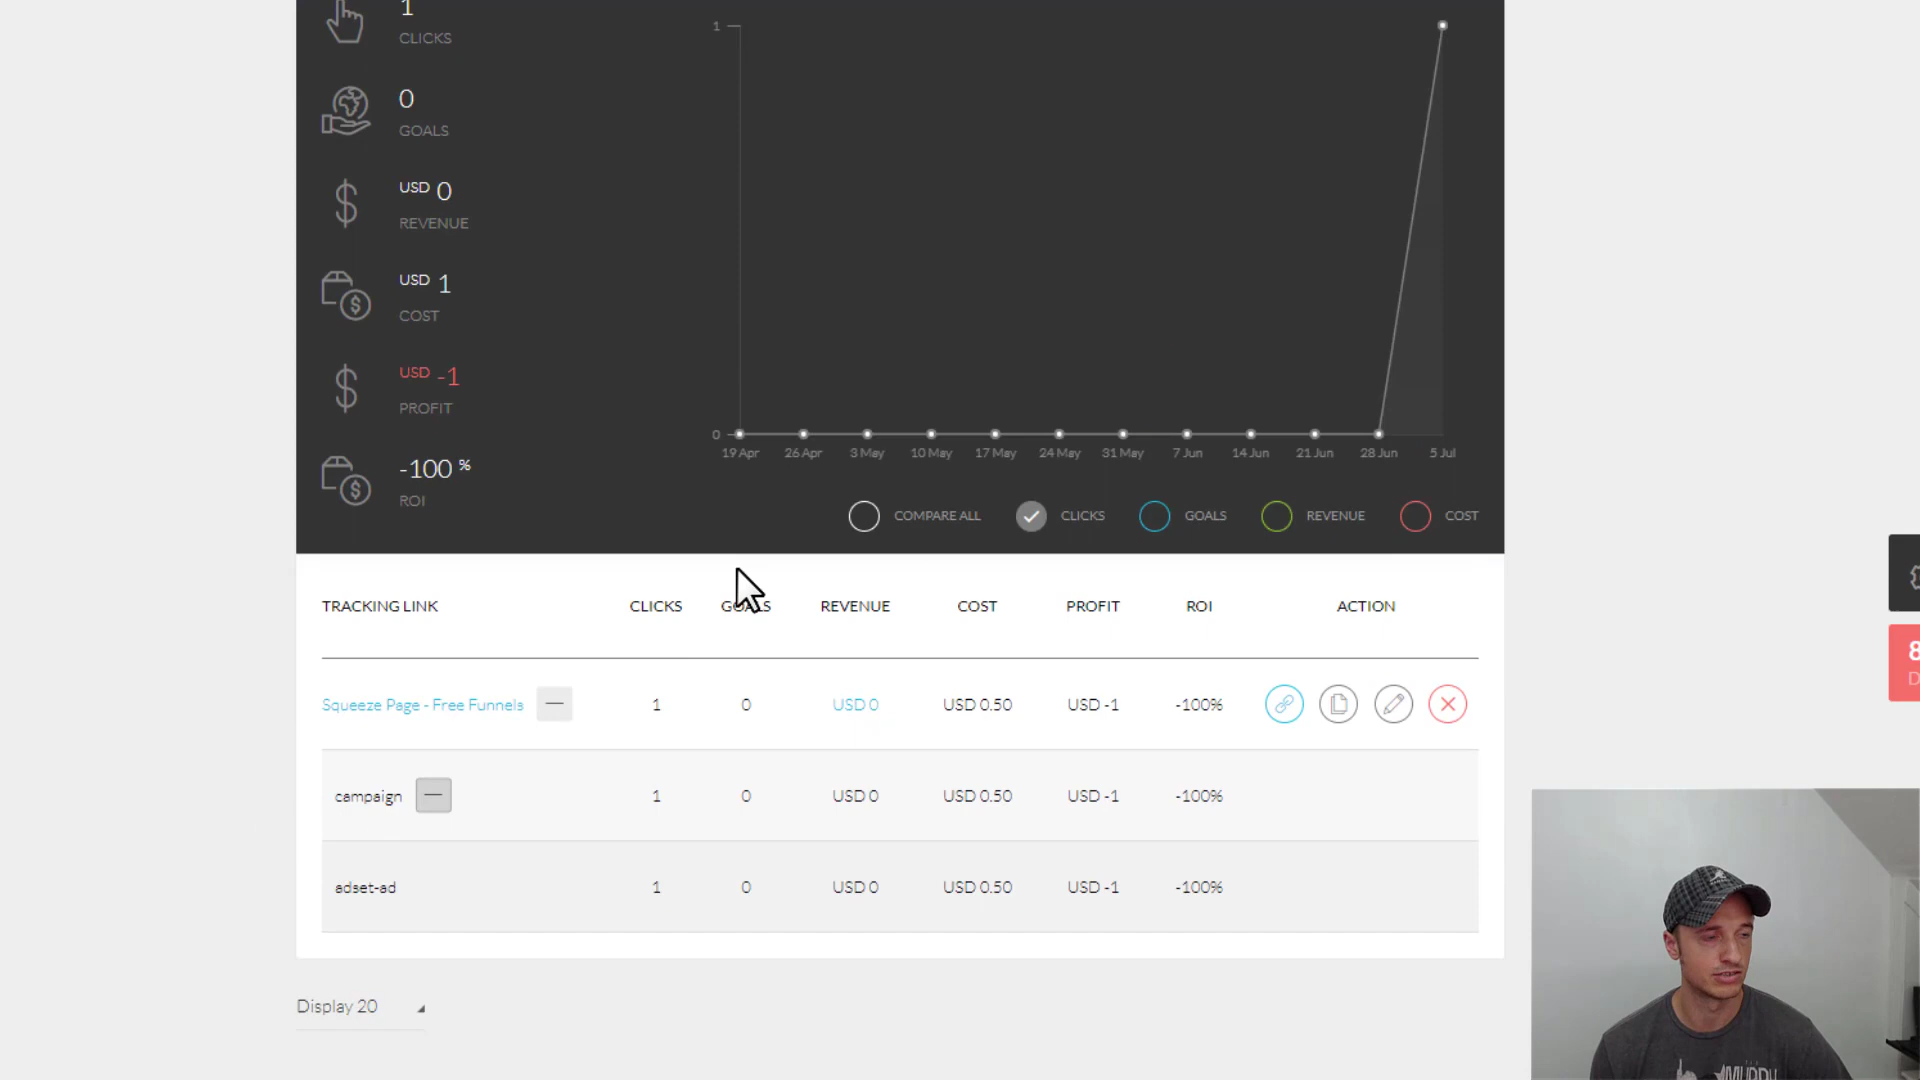 1
CLICKS
0
GOALS
USD 0
REVENUE
USD 1
COST
USD -1
PROFIT
-100 %
ROI
1
0
19 Apr 26 Apr 3 May 10 May 17 May 24 May 31 May 7 Jun 14 Jun 21 Jun 28 Jun 5 Jul
COMPARE ALL CLICKS GOALS REVENUE COST
TRACKING LINK CLICKS GOALS REVENUE COST PROFIT ROI ACTION
Squeeze Page - Free Funnels 1 0 USD 0 USD 0.50 USD -1 -100%
campaign 1 0 USD 0 USD 0.50 USD -1 -100%
adset-ad 1 0 USD 0 USD 0.50 USD -1 -100%
Display 20
8
D